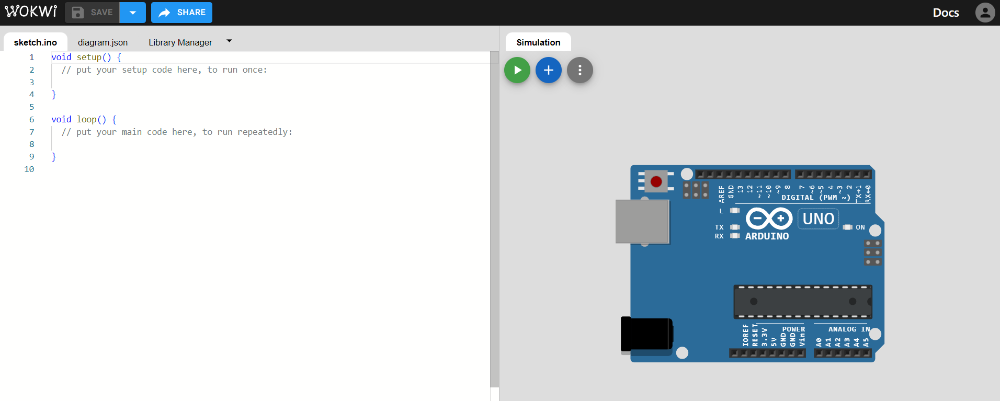 WOKWi SAVE SHARE Docs
sketch.ino diagram.json Library Manager
1 void setup() {
2 // put your setup code here, to run once:
3
4 }
5
6 void loop() {
7 // put your main code here, to run repeatedly:
8
9 }
10
Simulation
AREF GND 13 12 ~11 ~10 ~9 8 7 ~6 ~5 4 ~3 2 TX→1 RX←0
DIGITAL (PWM ~)
L
TX
RX
UNO
ON
ARDUINO
POWER
ANALOG IN
IOREF RESET 3.3V 5V GND GND Vin A0 A1 A2 A3 A4 A5